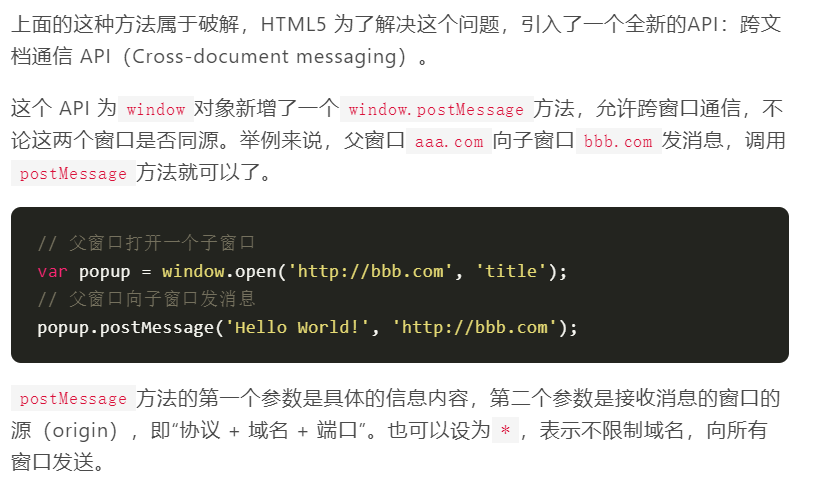 上面的这种方法属于破解，HTML5 为了解决这个问题，引入了一个全新的API：跨文
档通信 API（Cross-document messaging）。
这个 API 为 window 对象新增了一个 window.postMessage 方法，允许跨窗口通信，不
论这两个窗口是否同源。举例来说，父窗口 aaa.com 向子窗口 bbb.com 发消息，调用
postMessage 方法就可以了。
// 父窗口打开一个子窗口
var popup = window.open('http://bbb.com', 'title');
// 父窗口向子窗口发消息
popup.postMessage('Hello World!', 'http://bbb.com');
postMessage 方法的第一个参数是具体的信息内容，第二个参数是接收消息的窗口的
源（origin），即“协议 + 域名 + 端口”。也可以设为 * ，表示不限制域名，向所有
窗口发送。